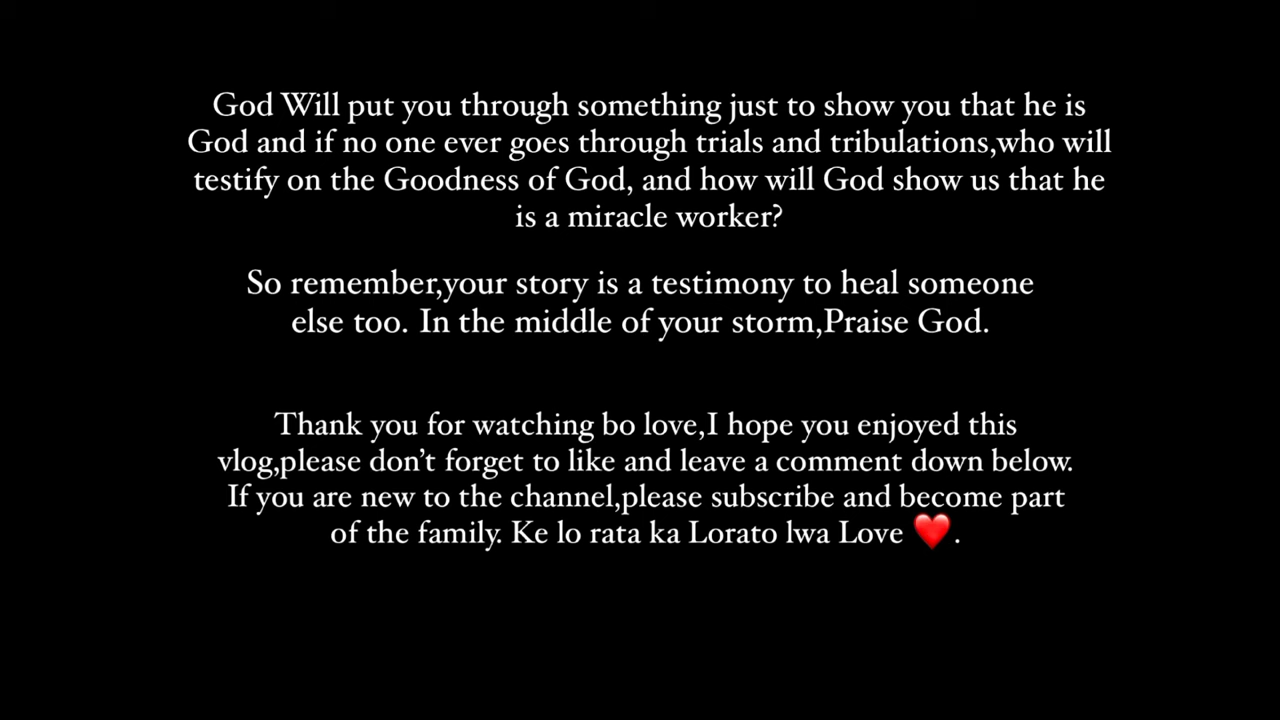 God Will put you through something just to show you that he is
God and if no one ever goes through trials and tribulations,who will
testify on the Goodness of God, and how will God show us that he
is a miracle worker?
So remember,your story is a testimony to heal someone
else too. In the middle of your storm,Praise God.
Thank you for watching bo love,I hope you enjoyed this
vlog,please don’t forget to like and leave a comment down below.
If you are new to the channel,please subscribe and become part
of the family. Ke lo rata ka Lorato lwa Love ❤️.